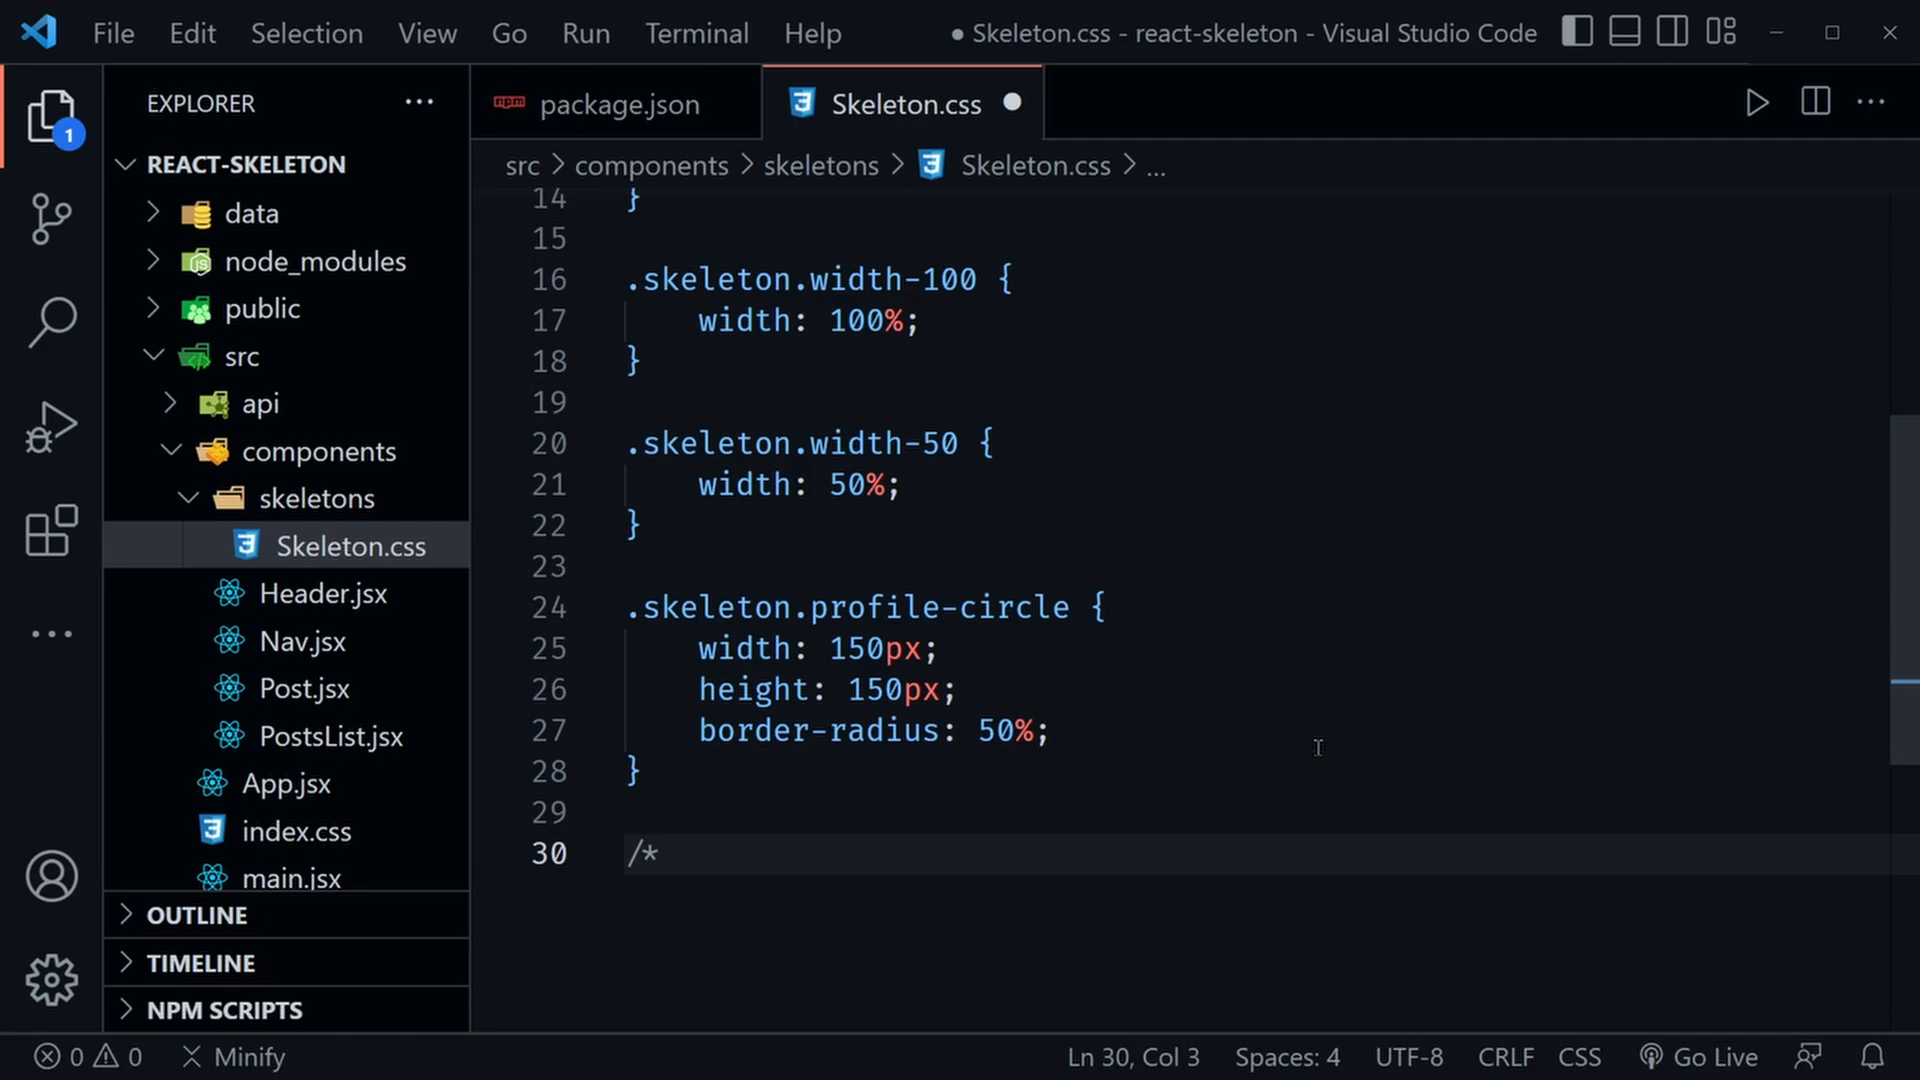 File Edit Selection View Go Run Terminal Help ● Skeleton.css - react-skeleton - Visual Studio Code
1
EXPLORER ···
REACT-SKELETON
data
node_modules
public
src
api
components
skeletons
Skeleton.css
Header.jsx
Nav.jsx
Post.jsx
PostsList.jsx
App.jsx
index.css
main.jsx
OUTLINE
TIMELINE
NPM SCRIPTS
npm package.json Skeleton.css
src > components > skeletons > Skeleton.css > ...
14 }
15
16 .skeleton.width-100 {
17 width: 100%;
18 }
19
20 .skeleton.width-50 {
21 width: 50%;
22 }
23
24 .skeleton.profile-circle {
25 width: 150px;
26 height: 150px;
27 border-radius: 50%;
28 }
29
30 /*
0 0 Minify Ln 30, Col 3 Spaces: 4 UTF-8 CRLF CSS Go Live